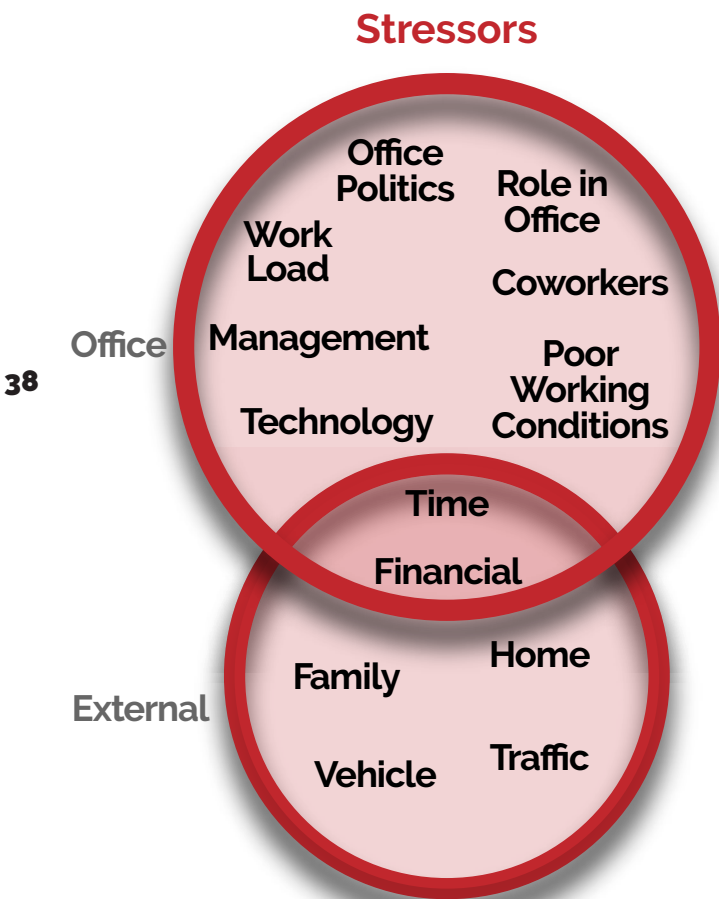 Stressors
Office
Politics
Role in
Office
Work
Load
Coworkers
Office
Management
Poor
Working
Conditions
38
Technology
Time
Financial
Home
Family
External
Traffic
Vehicle